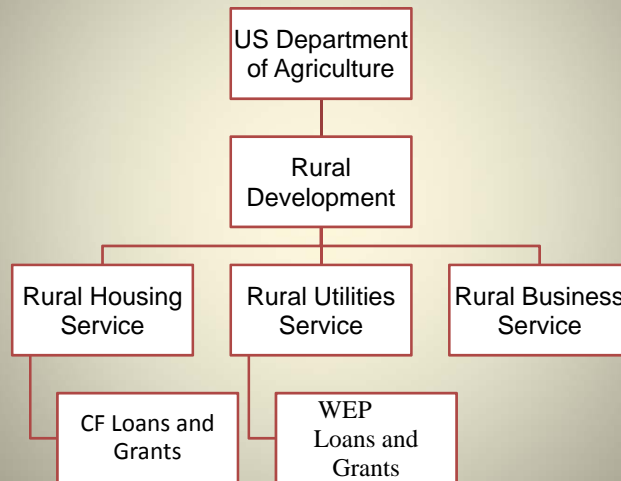 US Department
of Agriculture
Rural
Development
Rural Housing
Service
Rural Utilities
Service
Rural Business
Service
CF Loans and
Grants
WEP
Loans and
Grants